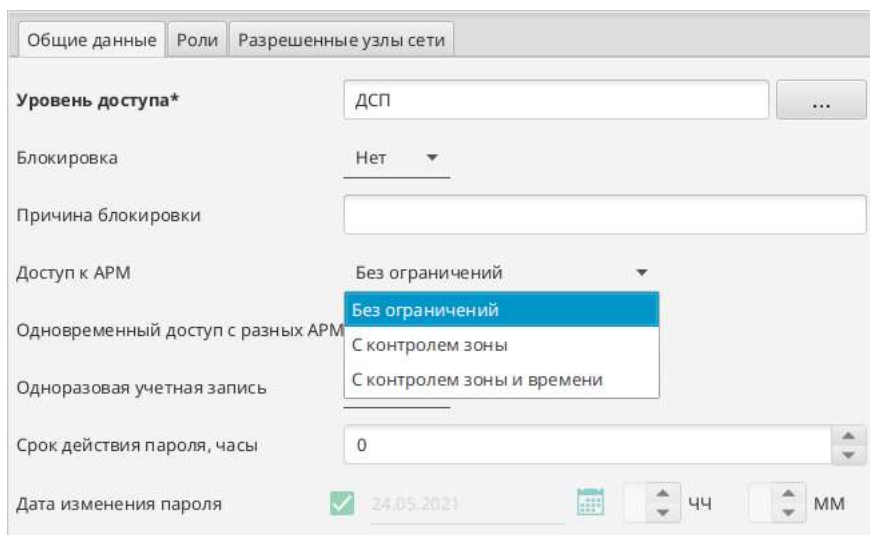 Общие данные Роли Разрешенные узлы сети
Уровень доступа* ДСП ...
Блокировка Нет
Причина блокировки
Доступ к АРМ Без ограничений
Без ограничений
Одновременный доступ с разных АРМ
С контролем зоны
С контролем зоны и времени
Одноразовая учетная запись
Срок действия пароля, часы 0
Дата изменения пароля 24.05.2021 ЧЧ ММ